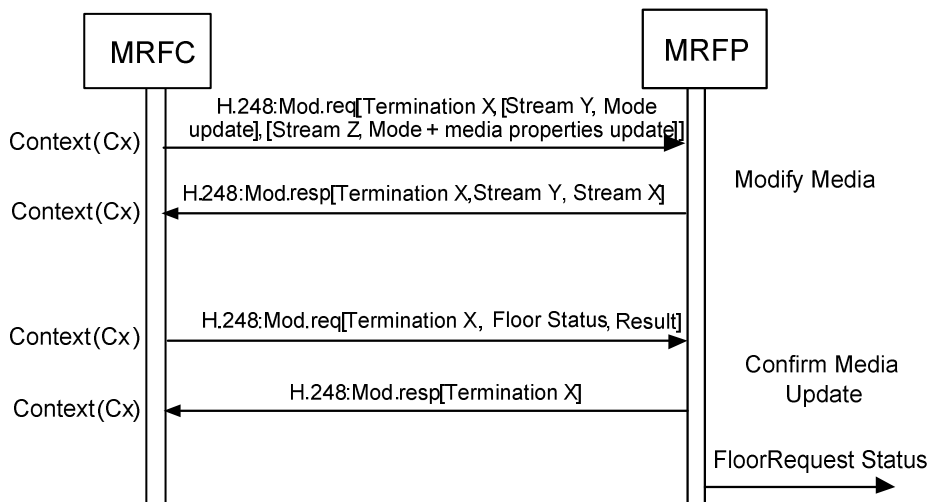 MRFC
MRFP
H.248:Mod.req[Termination X, [Stream Y, Mode
update], [Stream Z, Mode + media properties update]]
Context(Cx)
Modify Media
H.248:Mod.resp[Termination X,Stream Y, Stream X]
Context(Cx)
H.248:Mod.req[Termination X, Floor Status, Result]
Context(Cx)
Confirm Media
Update
H.248:Mod.resp[Termination X]
Context(Cx)
FloorRequest Status